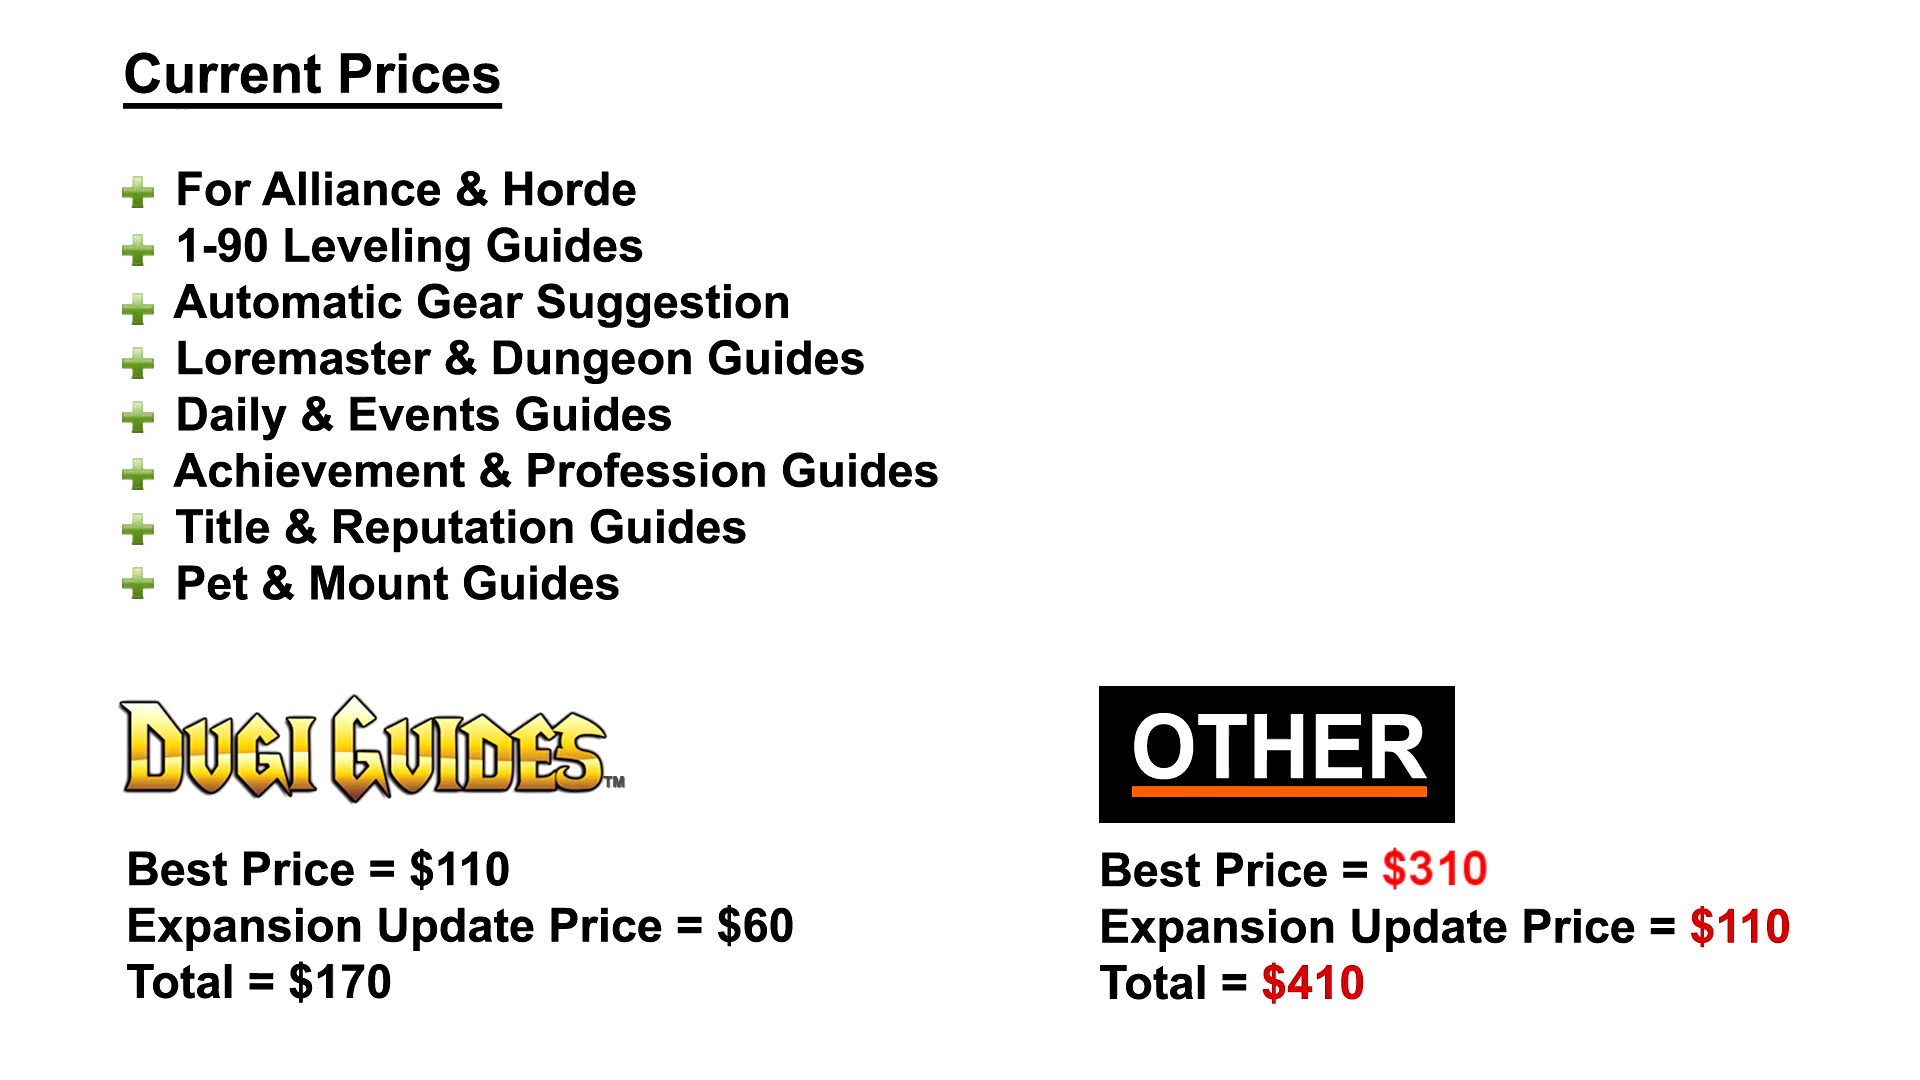 Current Prices
For Alliance & Horde
1-90 Leveling Guides
Automatic Gear Suggestion
Loremaster & Dungeon Guides
Daily & Events Guides
Achievement & Profession Guides
Title & Reputation Guides
Pet & Mount Guides
DUGI GUIDES™
Best Price = $110
Expansion Update Price = $60
Total = $170
OTHER
Best Price = $310
Expansion Update Price = $110
Total = $410